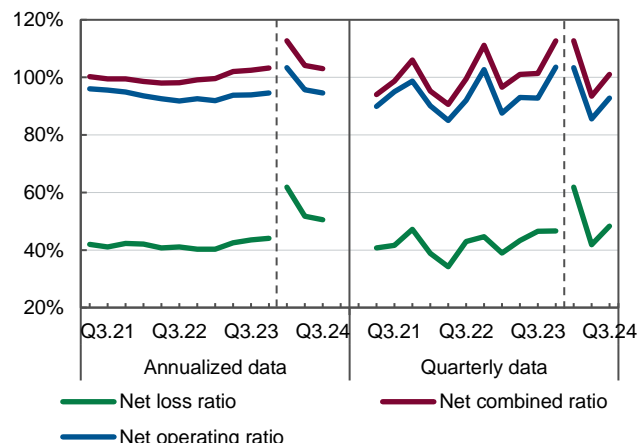 120%
100%
80%
60%
40%
20%
Q3.21 Q3.22 Q3.23 Q3.24 Q3.21 Q3.22 Q3.23 Q3.24
Annualized data Quarterly data
Net loss ratio Net combined ratio
Net operating ratio